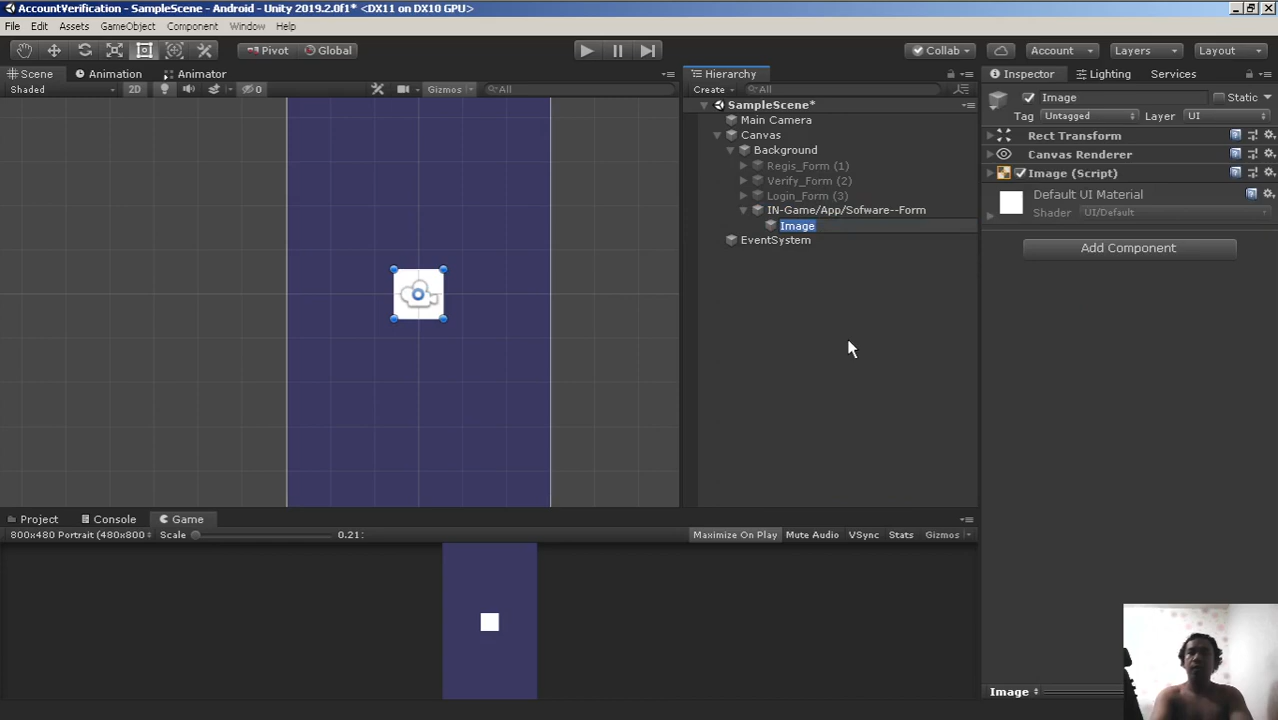 AccountVerification - SampleScene - Android - Unity 2019.2.0f1* <DX11 on DX10 GPU>
File Edit Assets GameObject Component Window Help
Pivot Global Collab Account Layers Layout
Scene Animation Animator
Shaded 2D 0 Gizmos All
Hierarchy
Create All
SampleScene*
Main Camera
Canvas
Background
Regis_Form (1)
Verify_Form (2)
Login_Form (3)
IN-Game/App/Sofware--Form
Image
EventSystem
Inspector Lighting Services
Image Static
Tag Untagged Layer UI
Rect Transform
Canvas Renderer
Image (Script)
Default UI Material
Shader UI/Default
Add Component
Project Console Game
800x480 Portrait (480x800 Scale 0.21: Maximize On Play Mute Audio VSync Stats Gizmos
Image